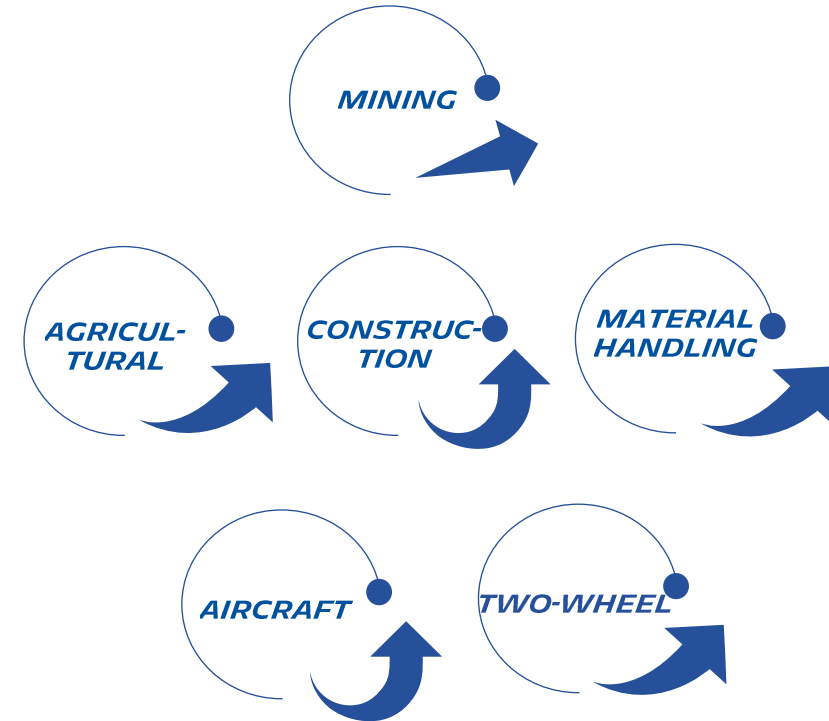 MINING
AGRICUL-
TURAL
CONSTRUC-
TION
MATERIAL
HANDLING
AIRCRAFT
TWO-WHEEL